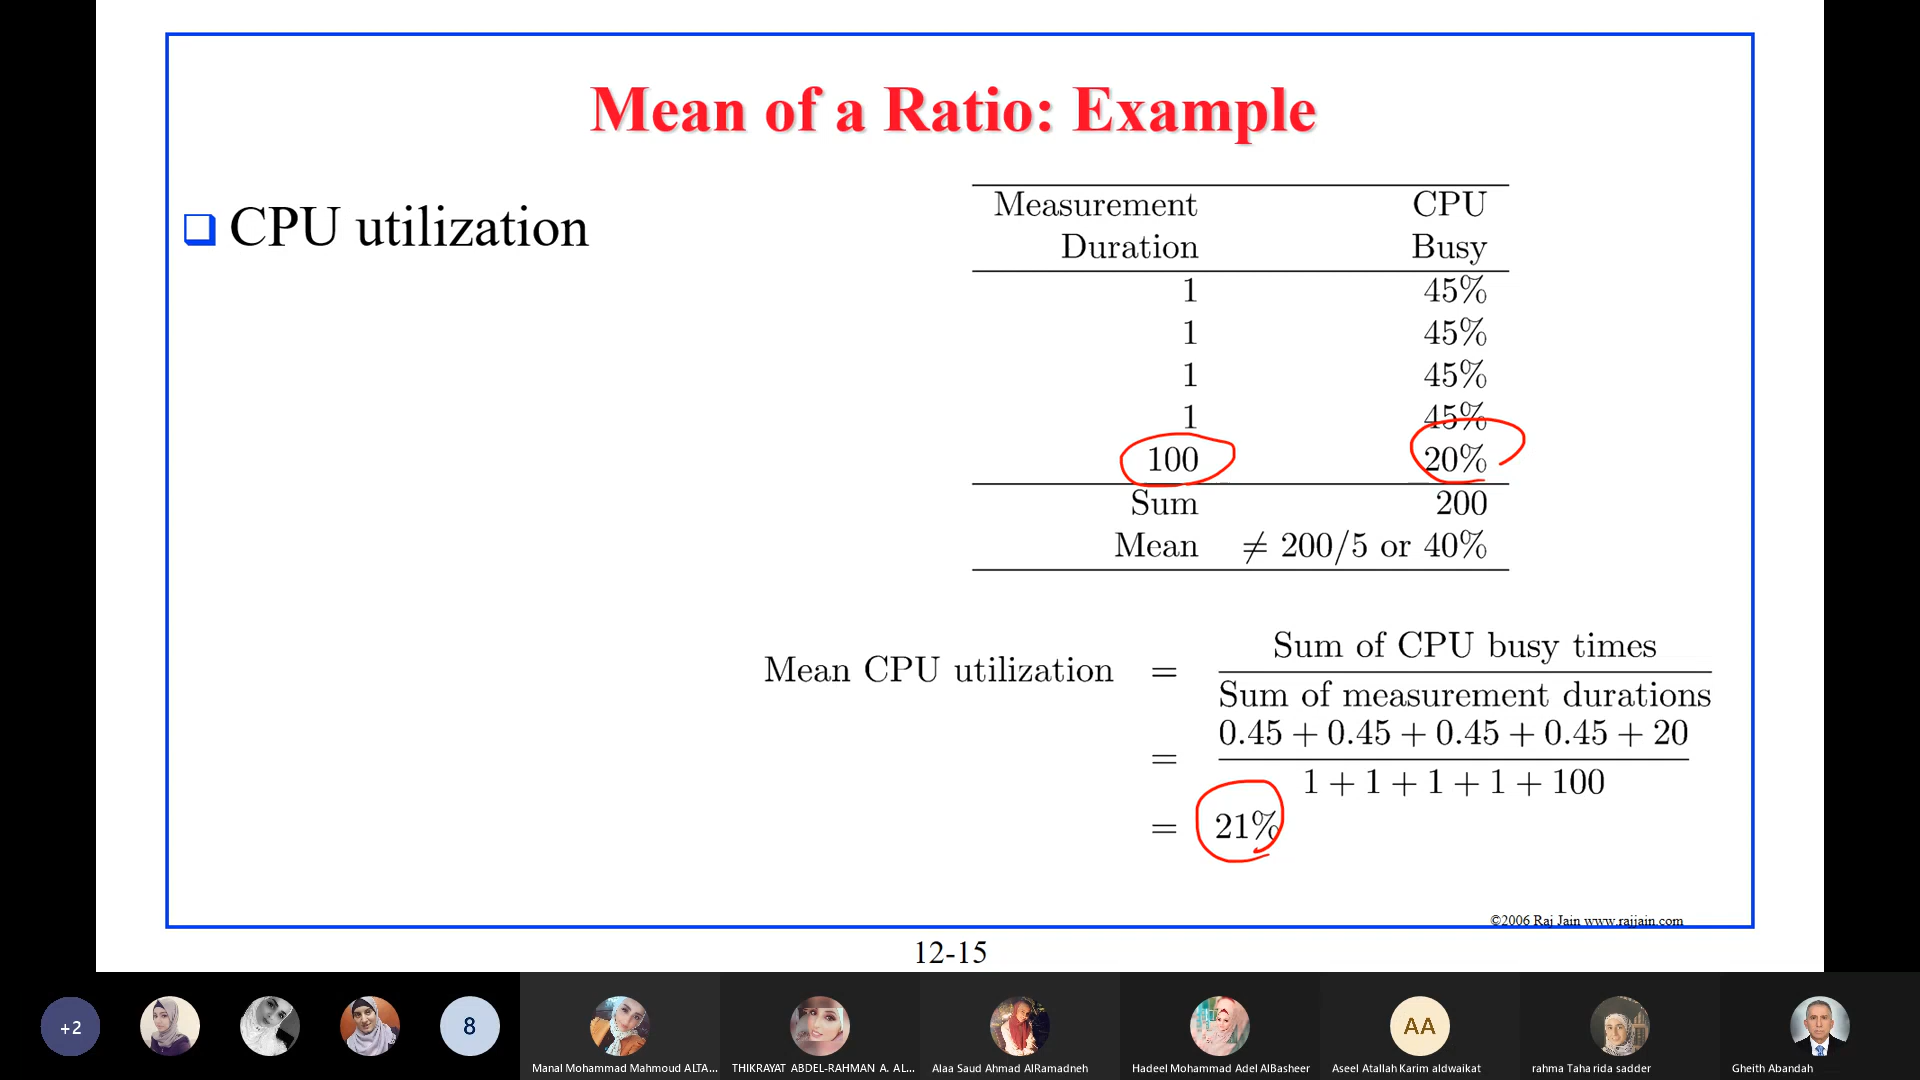 Mean of a Ratio: Example
CPU utilization
Measurement CPU
Duration Busy
1 45%
1 45%
1 45%
1 45%
100 20%
Sum 200
Mean ≠ 200/5 or 40%
Sum of CPU busy times
Mean CPU utilization =
Sum of measurement durations
0.45 + 0.45 + 0.45 + 0.45 + 20
=
1 + 1 + 1 + 1 + 100
= 21%
©2006 Raj Jain www.rajjain.com
12-15
+2 8 AA
Manal Mohammad Mahmoud ALTA... THIKRAYAT ABDEL-RAHMAN A. AL... Alaa Saud Ahmad AlRamadneh Hadeel Mohammad Adel AlBasheer Aseel Atallah Karim aldwaikat rahma Taha rida sadder Gheith Abandah